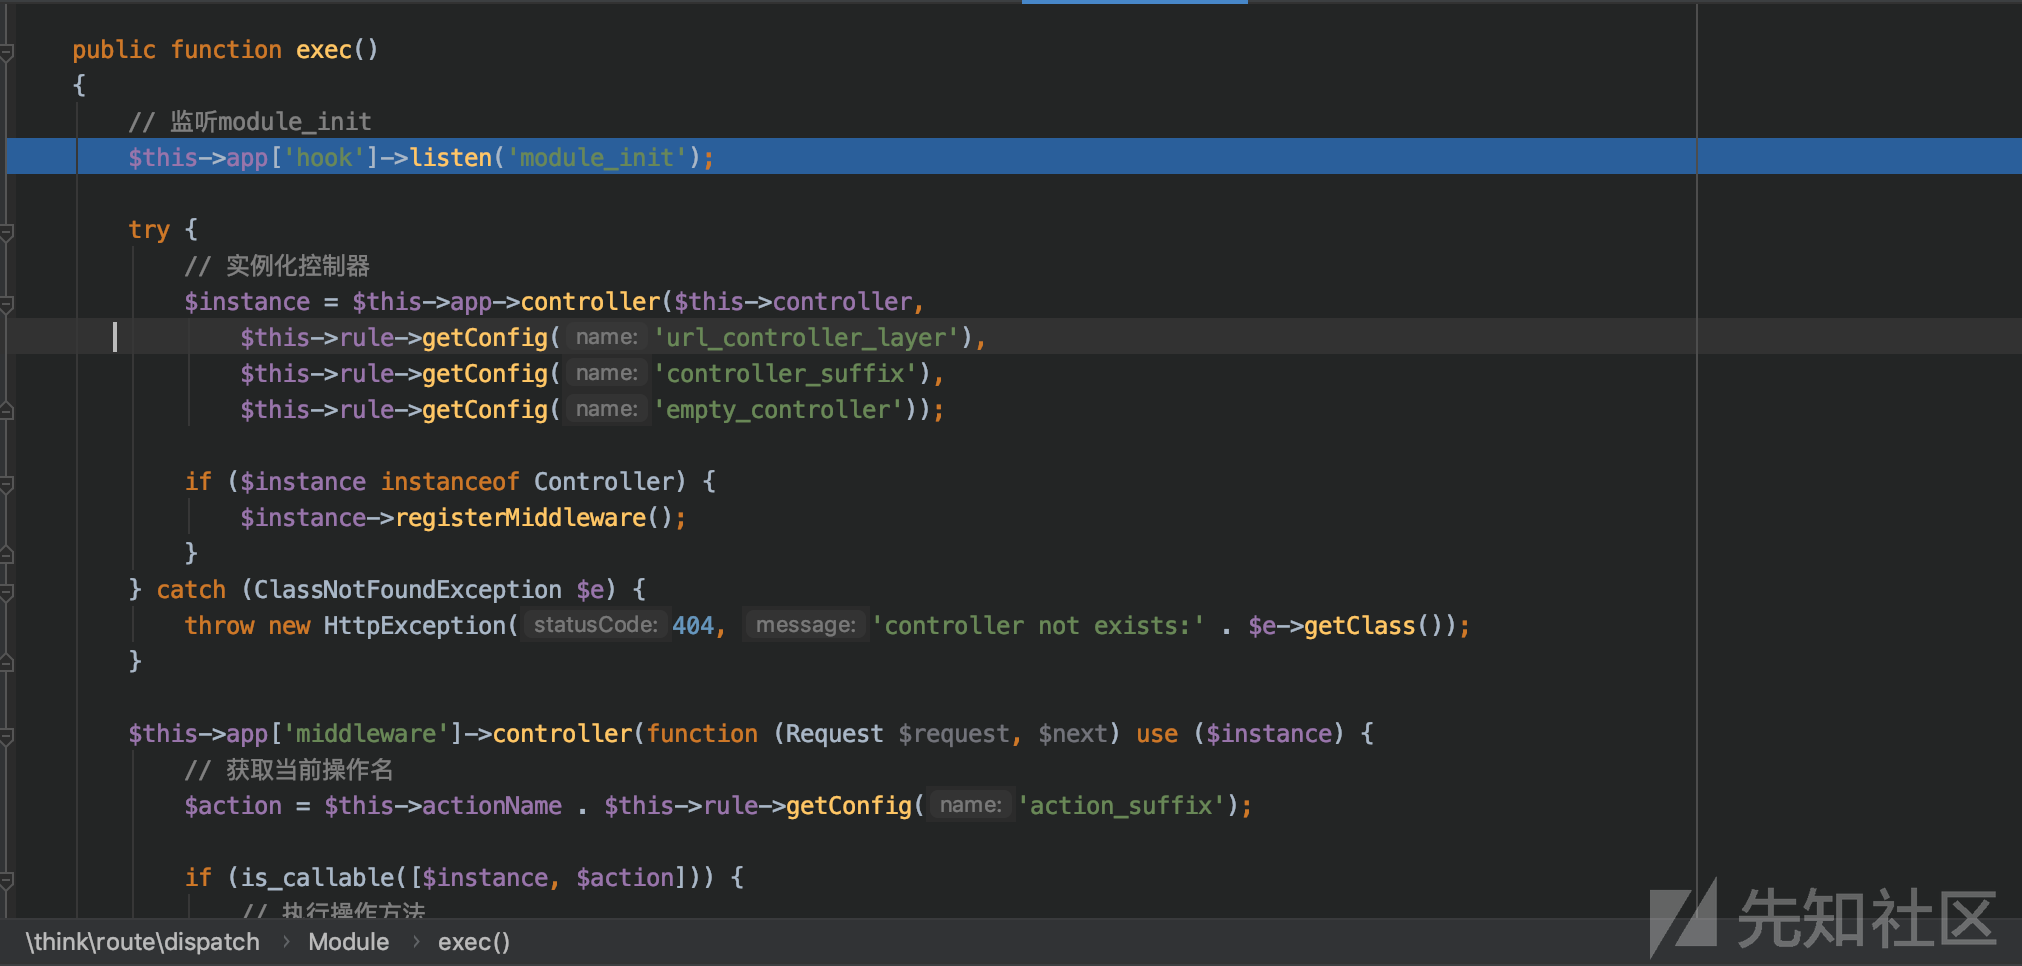 public function exec()
{
// 监听module_init
$this->app['hook']->listen('module_init');
try {
// 实例化控制器
$instance = $this->app->controller($this->controller,
$this->rule->getConfig( name: 'url_controller_layer'),
$this->rule->getConfig( name: 'controller_suffix'),
$this->rule->getConfig( name: 'empty_controller'));
if ($instance instanceof Controller) {
$instance->registerMiddleware();
}
} catch (ClassNotFoundException $e) {
throw new HttpException( statusCode: 404, message: 'controller not exists:' . $e->getClass());
}
$this->app['middleware']->controller(function (Request $request, $next) use ($instance) {
// 获取当前操作名
$action = $this->actionName . $this->rule->getConfig( name: 'action_suffix');
if (is_callable([$instance, $action])) {
// 执行操作方法
\think\route\dispatch › Module › exec()
先知社区